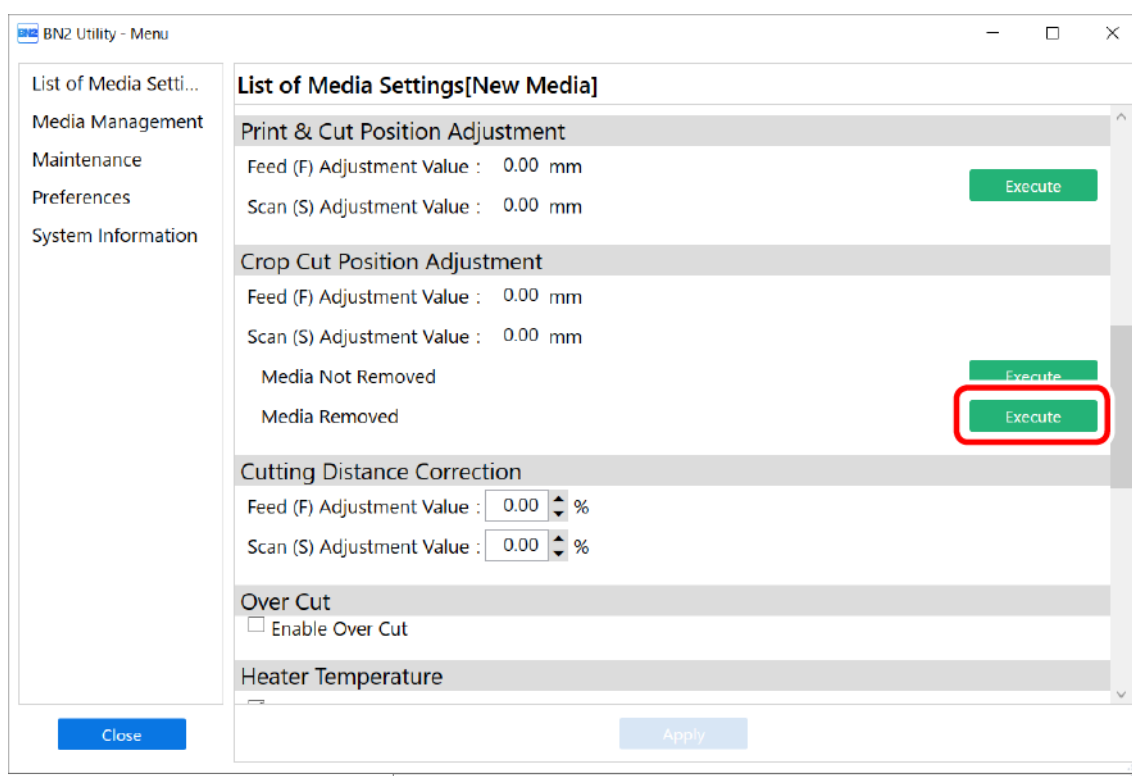 BN2 BN2 Utility - Menu
List of Media Setti...
Media Management
Maintenance
Preferences
System Information
Close
List of Media Settings[New Media]
Print & Cut Position Adjustment
Feed (F) Adjustment Value : 0.00 mm
Execute
Scan (S) Adjustment Value : 0.00 mm
Crop Cut Position Adjustment
Feed (F) Adjustment Value : 0.00 mm
Scan (S) Adjustment Value : 0.00 mm
Media Not Removed Execute
Media Removed Execute
Cutting Distance Correction
Feed (F) Adjustment Value : 0.00 %
Scan (S) Adjustment Value : 0.00 %
Over Cut
Enable Over Cut
Heater Temperature
Apply